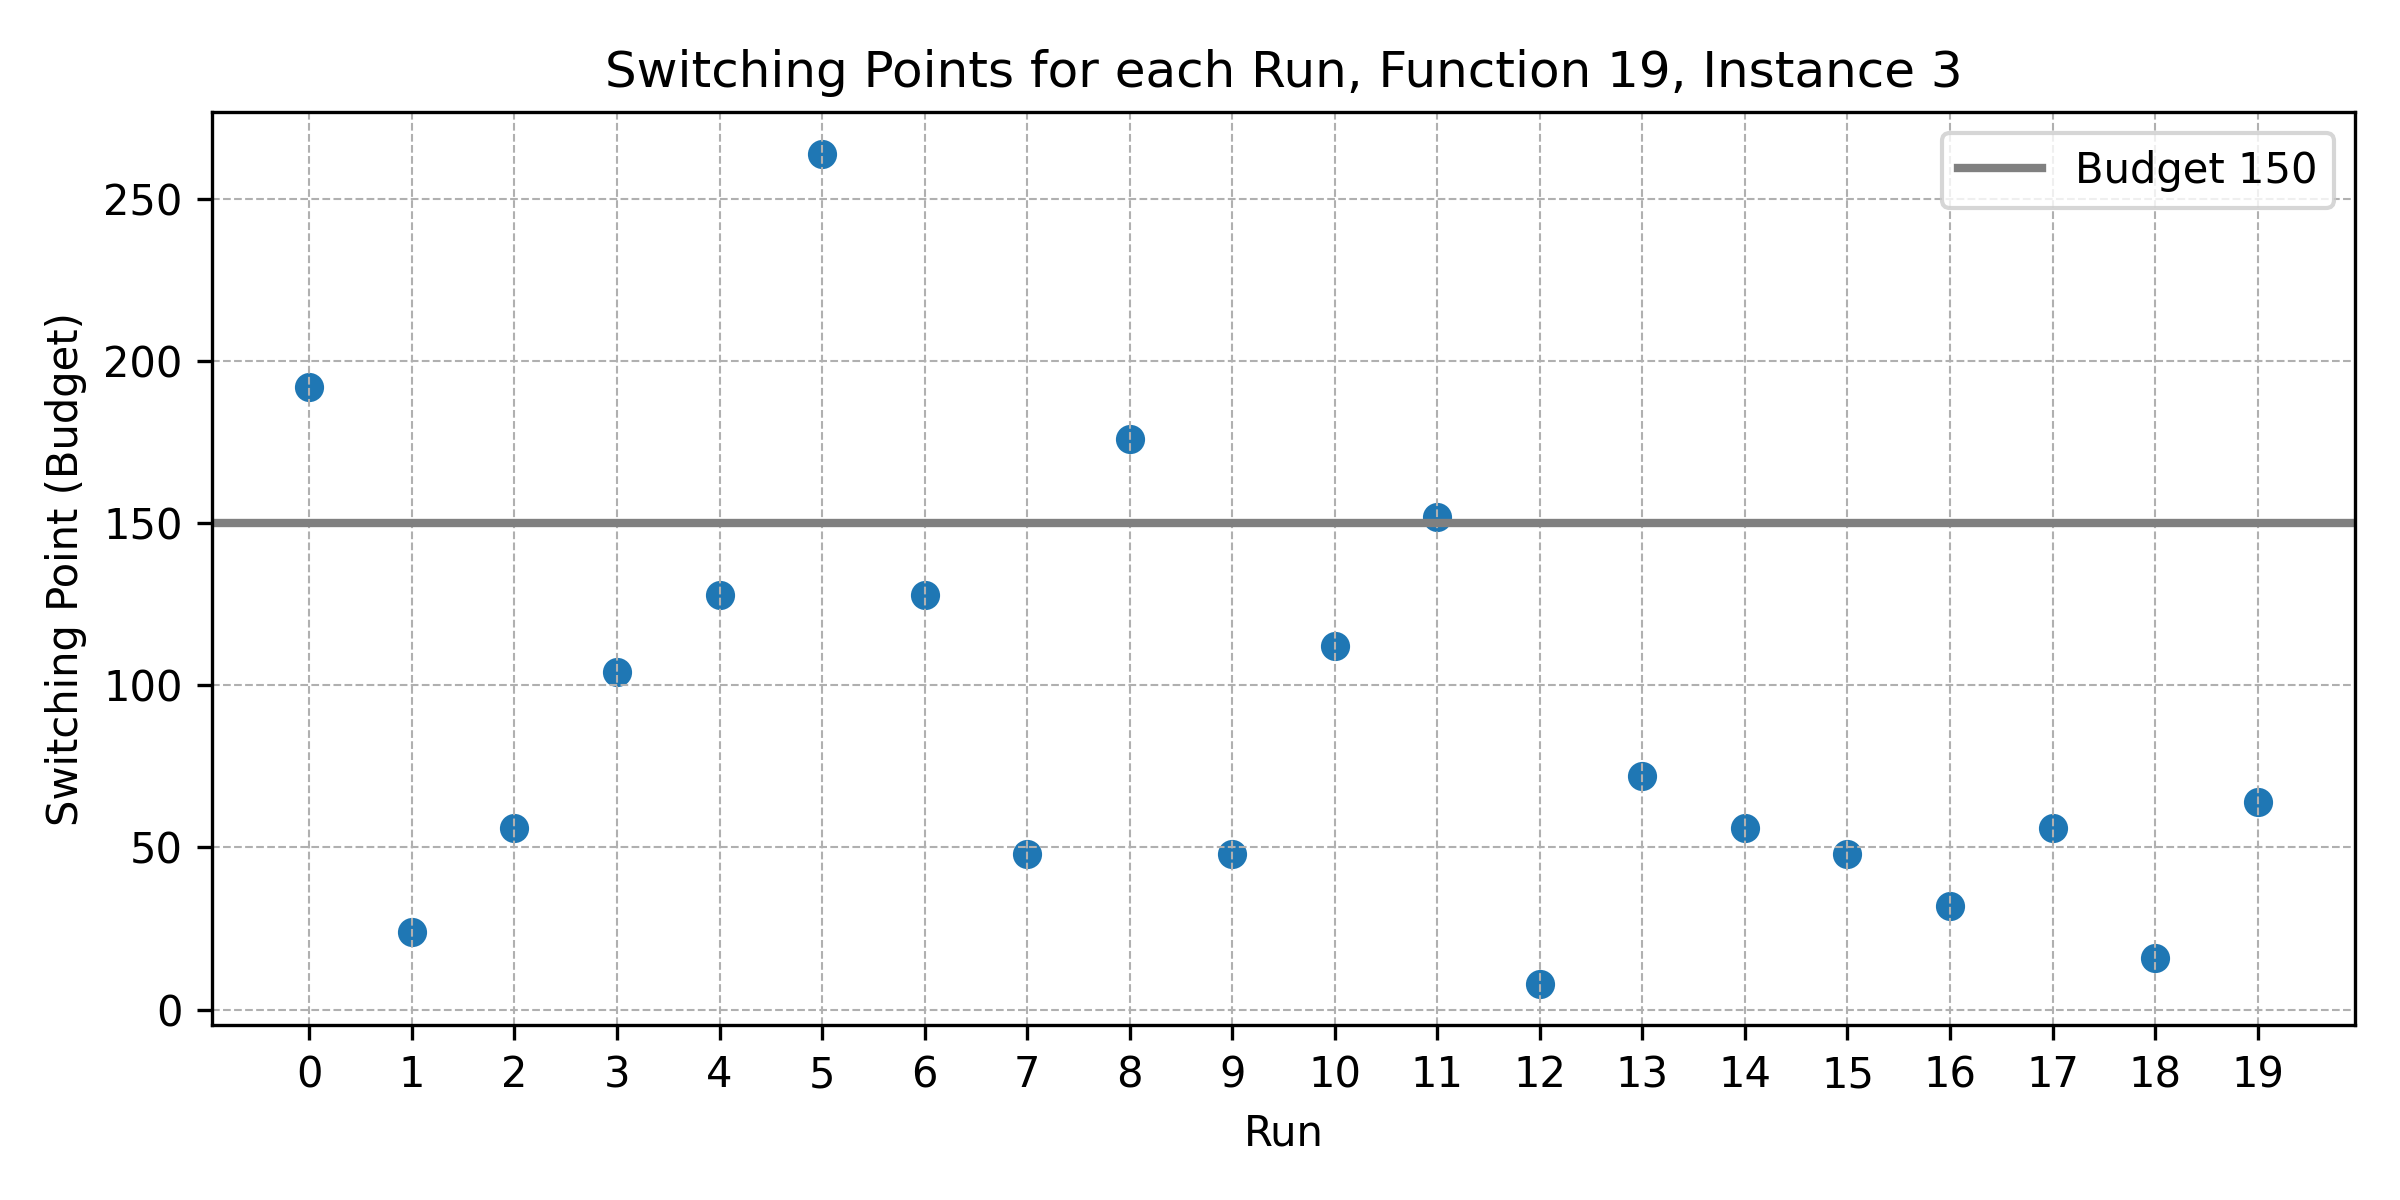 Switching Points for each Run, Function 19, Instance 3
Budget 150
Switching Point (Budget)
250
200
150
100
50
0
0 1 2 3 4 5 6 7 8 9 10 11 12 13 14 15 16 17 18 19
Run